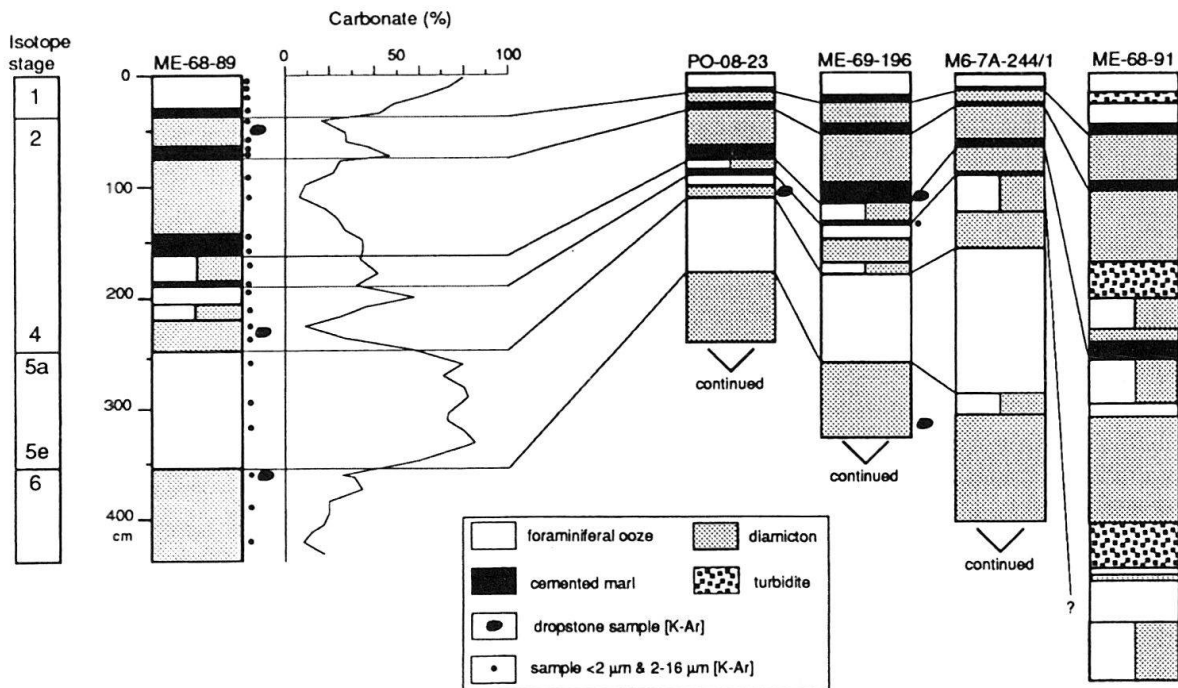 Carbonate (%)
Isotope stage
ME-68-89
0 50 100
PO-08-23
ME-69-196
M6-7A-244/1
ME-68-91
0
1
2
100
200
4
5a
300
5e
6
400
cm
continued
continued
continued
?
foraminiferal ooze
diamicton
cemented marl
turbidite
dropstone sample [K-Ar]
sample <2 µm & 2-16 µm [K-Ar]